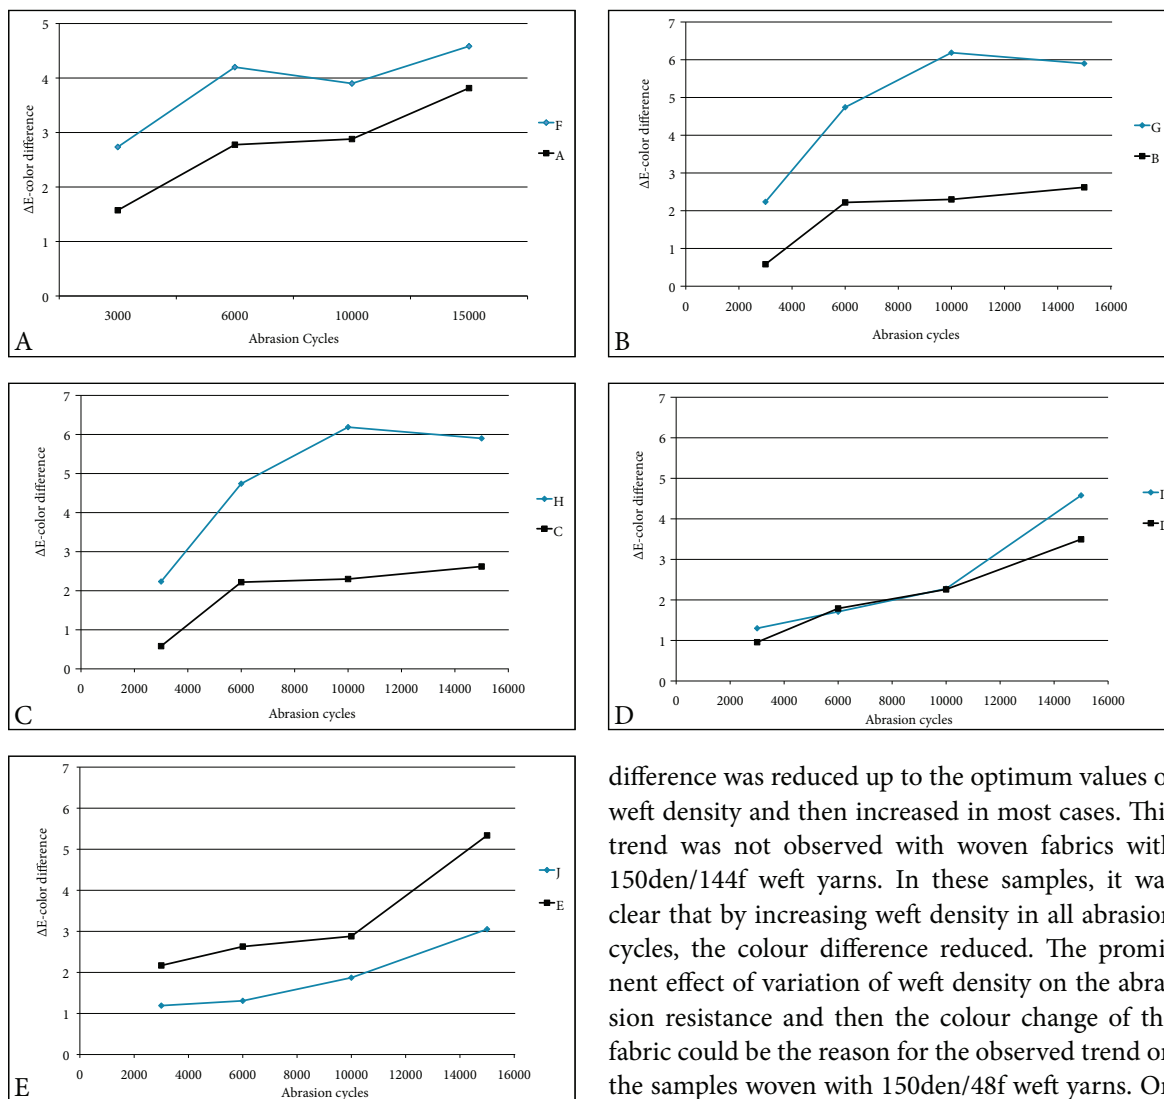 5
4
3
2
1
0
ΔE-color difference
3000 6000 10000 15000
Abrasion Cycles
F
A
A
7
6
5
4
3
2
1
0
ΔE-color difference
0 2000 4000 6000 8000 10000 12000 14000 16000
Abrasion cycles
G
B
B
7
6
5
4
3
2
1
0
ΔE-color difference
0 2000 4000 6000 8000 10000 12000 14000 16000
Abrasion cycles
H
C
C
7
6
5
4
3
2
1
0
ΔE-color difference
0 2000 4000 6000 8000 10000 12000 14000 16000
Abrasion cycles
D
7
6
5
4
3
2
1
0
ΔE-color difference
0 2000 4000 6000 8000 10000 12000 14000 16000
Abrasion cycles
J
E
E
difference was reduced up to the optimum values
weft density and then increased in most cases.
trend was not observed with woven fabrics
150den/144f weft yarns. In these samples, it
clear that by increasing weft density in all abrasion
cycles, the colour difference reduced. The promi
nent effect of variation of weft density on the abra
sion resistance and then the colour change of
fabric could be the reason for the observed trend
the samples woven with 150den/48f weft yarns.